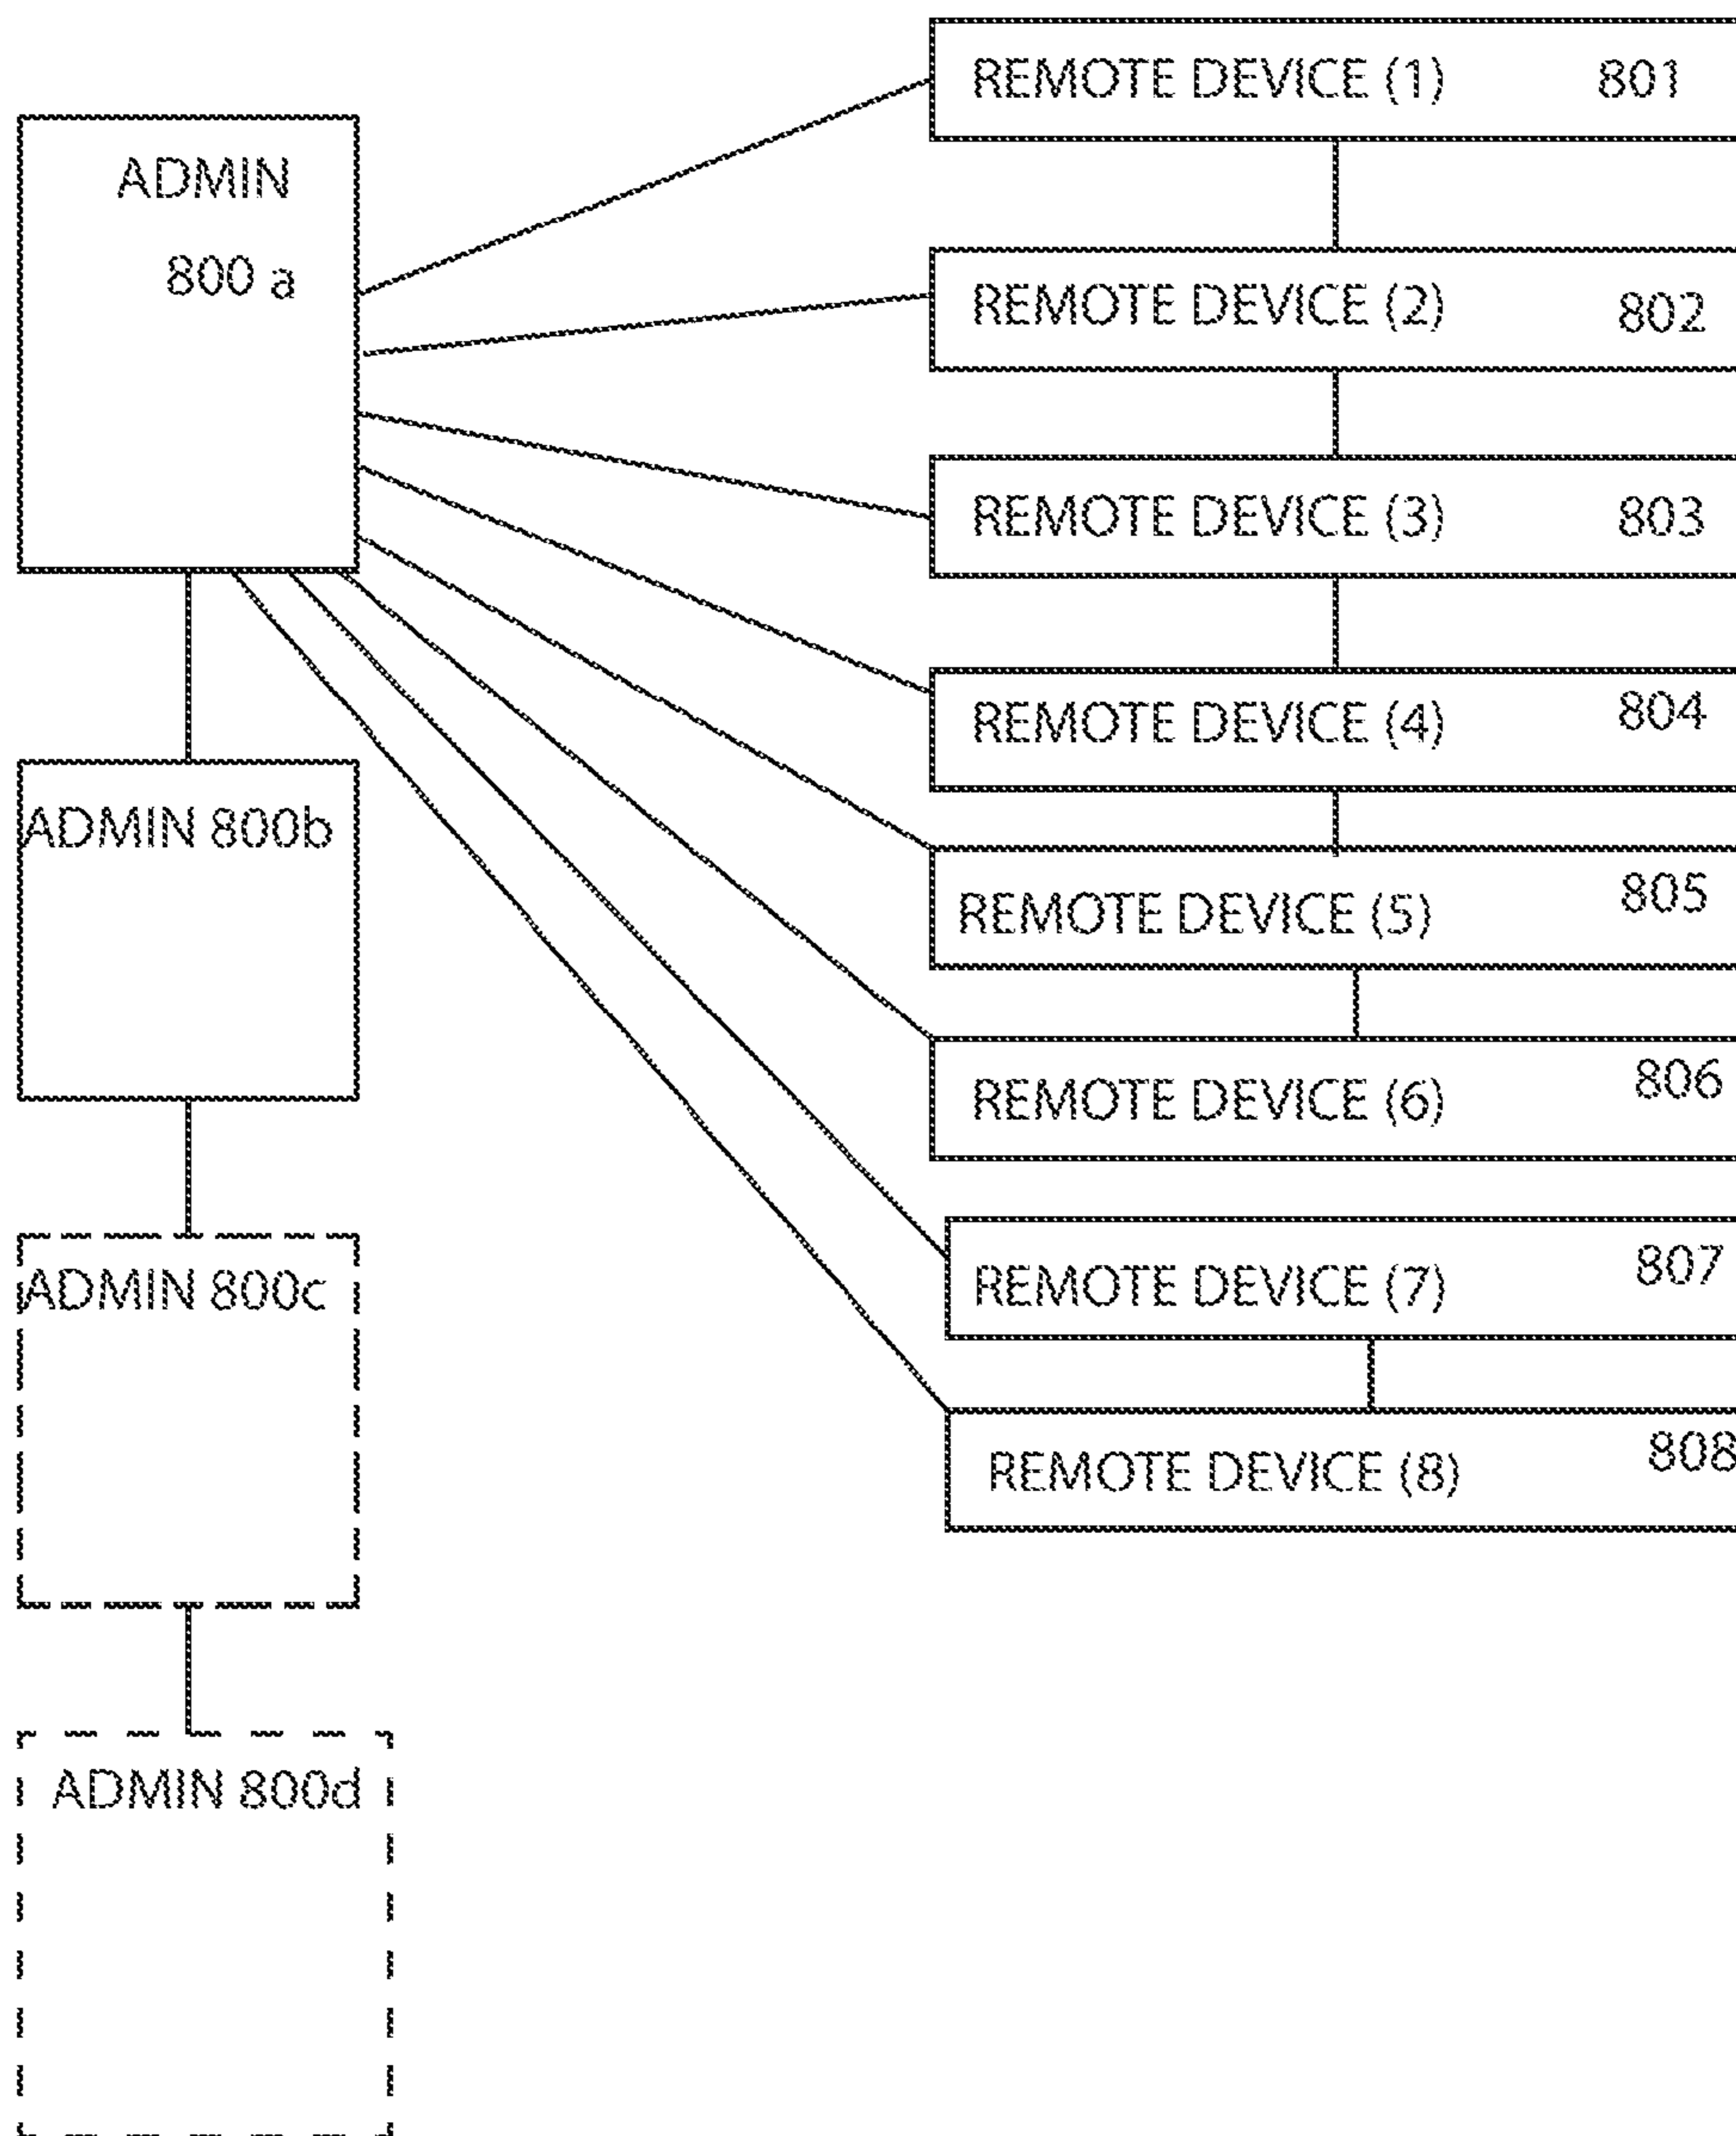 ADMIN
800 a
REMOTE DEVICE (1) 801
REMOTE DEVICE (2) 802
REMOTE DEVICE (3) 803
REMOTE DEVICE (4) 804
REMOTE DEVICE (5) 805
REMOTE DEVICE (6) 806
REMOTE DEVICE (7) 807
REMOTE DEVICE (8) 808
ADMIN 800b
ADMIN 800c
ADMIN 800d